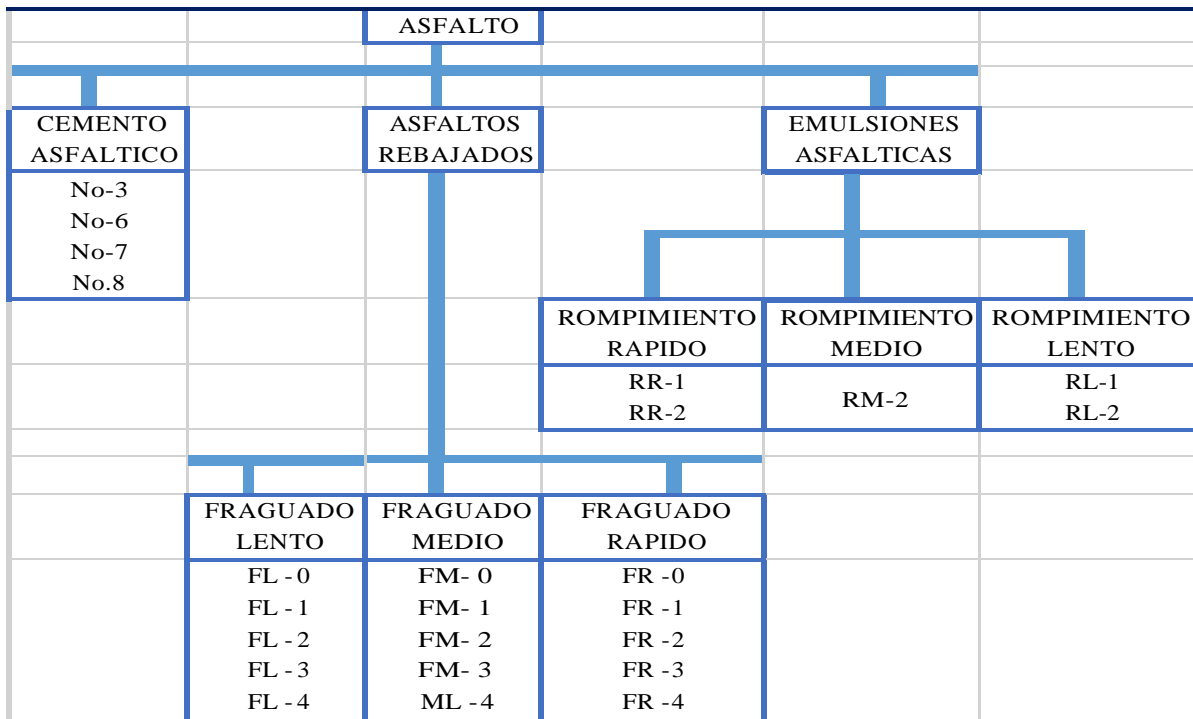 ASFALTO
CEMENTO
ASFALTICO
No-3
No-6
No-7
No.8
ASFALTOS
REBAJADOS
EMULSIONES
ASFALTICAS
ROMPIMIENTO
RAPIDO
RR-1
RR-2
ROMPIMIENTO
MEDIO
RM-2
ROMPIMIENTO
LENTO
RL-1
RL-2
FRAGUADO
LENTO
FL - 0
FL - 1
FL - 2
FL - 3
FL - 4
FRAGUADO
MEDIO
FM- 0
FM- 1
FM- 2
FM- 3
ML - 4
FRAGUADO
RAPIDO
FR - 0
FR - 1
FR - 2
FR - 3
FR - 4